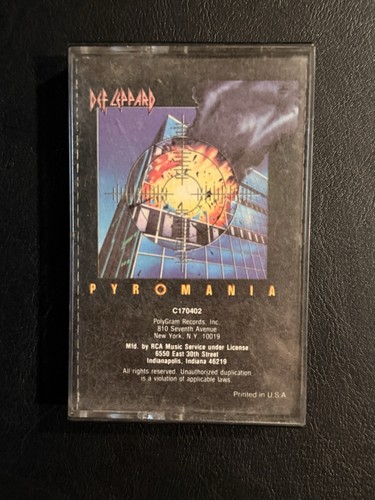 DEF LEPPARD
PYROMANIA
C170402
PolyGram Records, Inc.
810 Seventh Avenue
New York, N.Y. 10019
Mfd. by RCA Music Service under License
6550 East 30th Street
Indianapolis, Indiana 46219
All rights reserved. Unauthorized duplication
is a violation of applicable laws.
Printed in U.S.A.